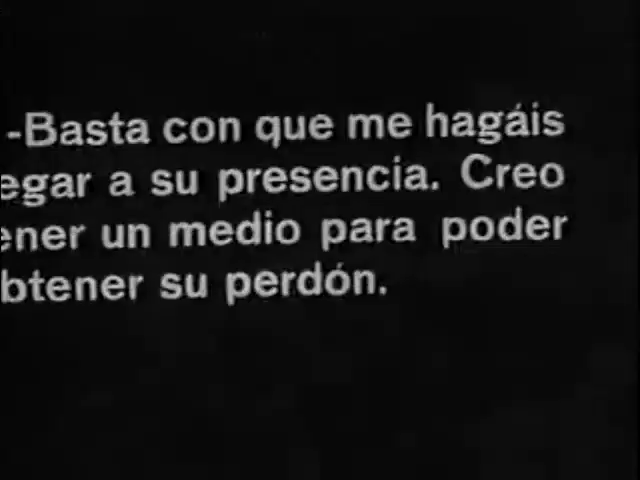 -Basta con que me hagáis
egar a su presencia. Creo
ener un medio para poder
btener su perdón.